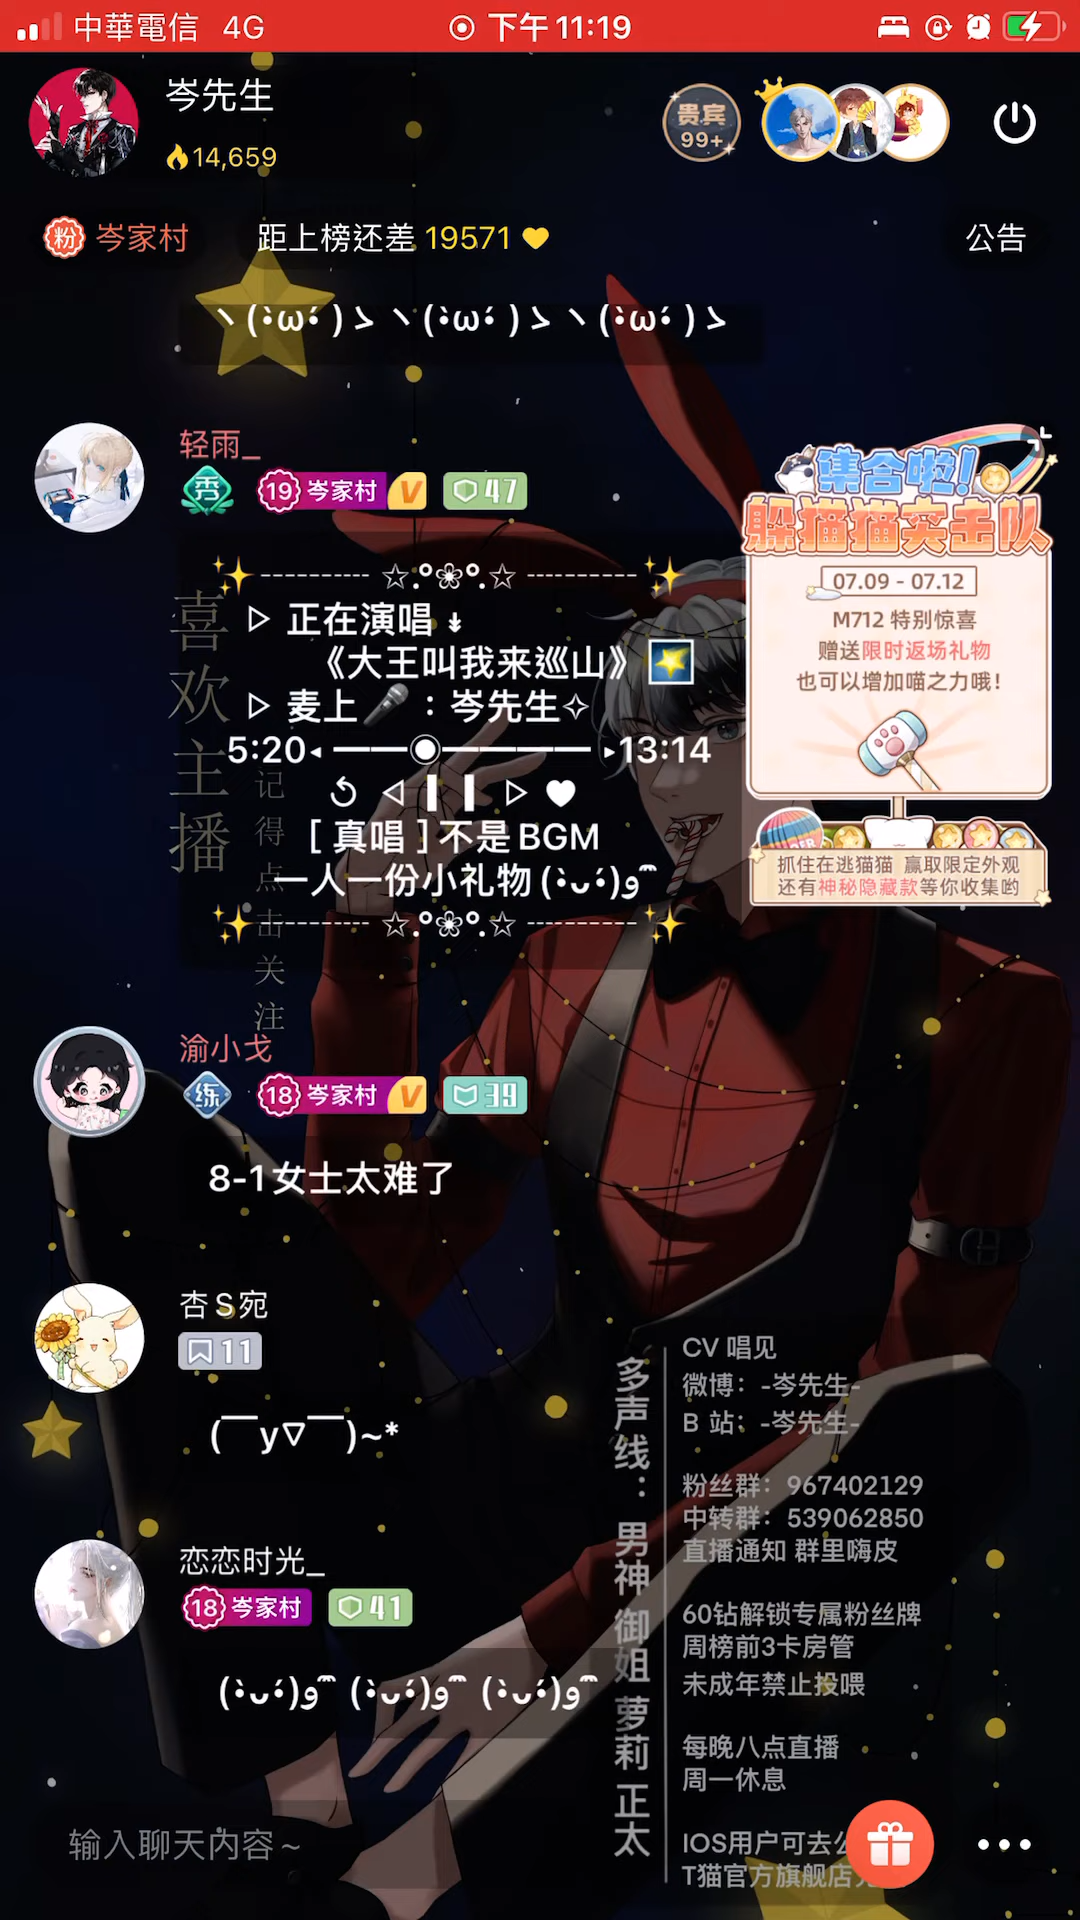 中華電信 4G 下午11:19
岑先生
14,659
贵宾
99+
粉 岑家村 距上榜还差 19571 公告
ヽ(•̀ω•́ )ゝヽ(•̀ω•́ )ゝヽ(•̀ω•́ )ゝ
轻雨_
秀 19 岑家村 V 47
✨---------- ☆.°❀°.☆ ----------✨
▷ 正在演唱 ↡
《大王叫我来巡山》🌠
▷ 麦上🎤 : 岑先生✧
5:20◂ ━━◉━━━━ ▸13:14
↺ ◁ ❙ ❙ ▷ ♥
[ 真唱 ] 不是 BGM
一人一份小礼物 (•̀ᴗ•́)و ̑̑
✨---------- ☆.°❀°.☆ ----------✨
喜欢主播
记得点击关注
集合啦!
躲猫猫突击队
07.09 - 07.12
M712 特别惊喜
赠送限时返场礼物
也可以增加喵之力哦!
抓住在逃猫猫 赢取限定外观
还有神秘隐藏款等你收集哟
渝小戈
练 18 岑家村 V 39
8-1女士太难了
杏S宛
11
(￣y▽￣)~*
恋恋时光_
18 岑家村 41
(•̀ᴗ•́)و ̑̑ (•̀ᴗ•́)و ̑̑ (•̀ᴗ•́)و ̑̑
多声线：男神 御姐 萝莉 正太
CV 唱见
微博：-岑先生-
B 站：-岑先生-
粉丝群：967402129
中转群：539062850
直播通知 群里嗨皮
60钻解锁专属粉丝牌
周榜前3卡房管
未成年禁止投喂
每晚八点直播
周一休息
IOS用户可去
T猫官方旗舰店
输入聊天内容~